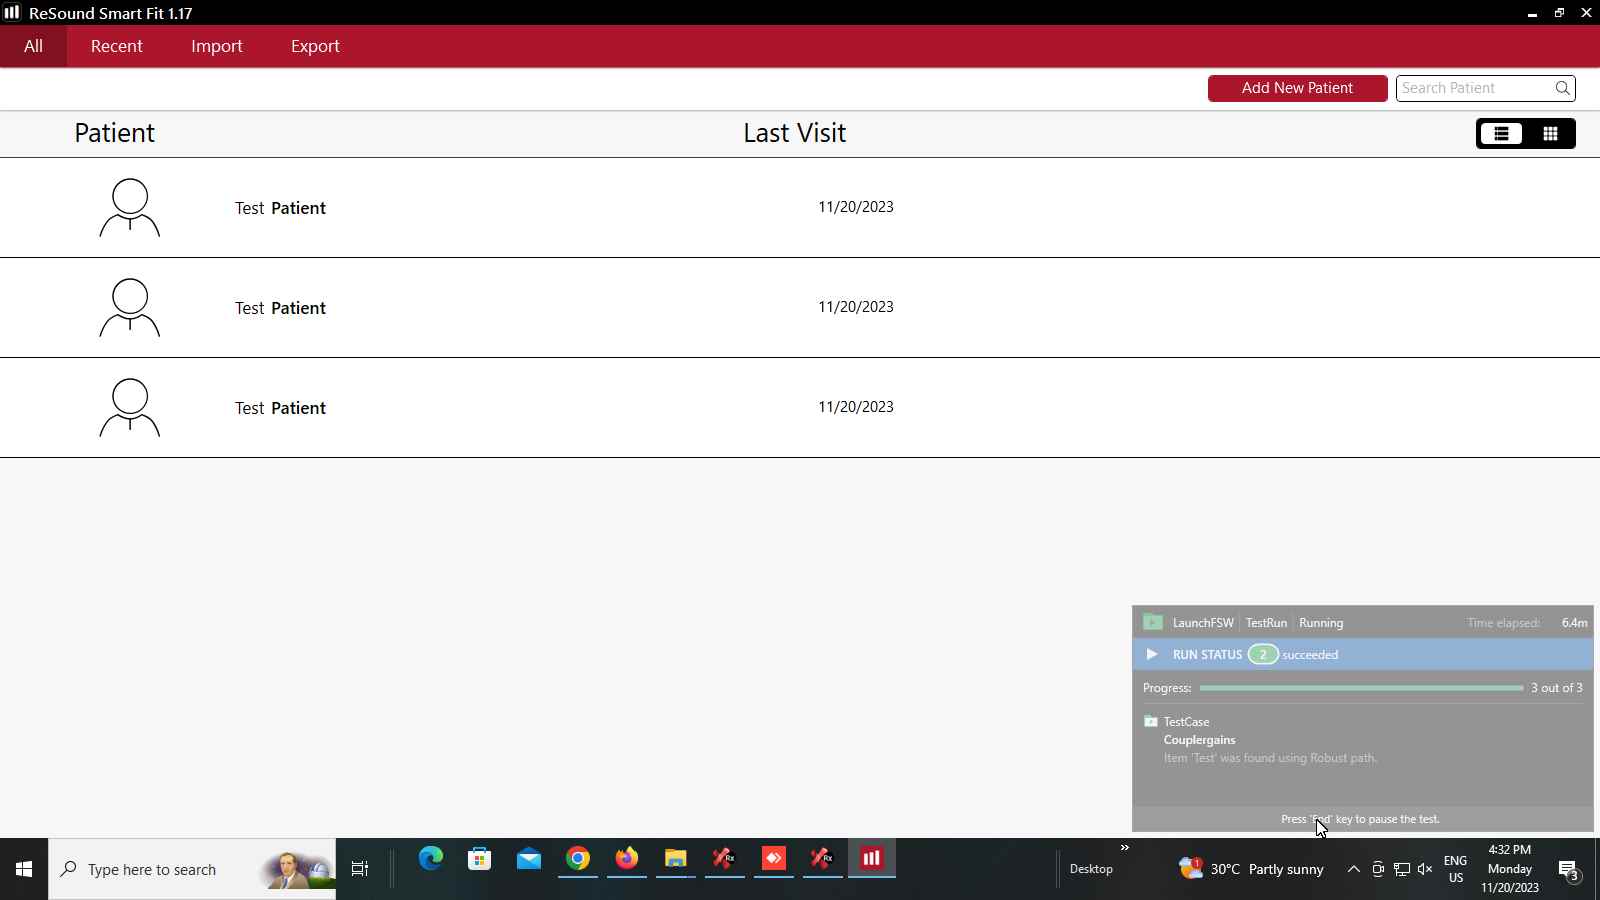 ReSound Smart Fit 1.17
All Recent Import Export
Add New Patient Search Patient
Patient Last Visit
Test Patient 11/20/2023
Test Patient 11/20/2023
Test Patient 11/20/2023
LaunchFSW TestRun Running Time elapsed: 6.4m
RUN STATUS 2 succeeded
Progress: 3 out of 3
TestCase
Couplergains
Item 'Test' was found using Robust path.
Press 'End' key to pause the test.
Type here to search
Rx
Rx
Desktop
1
30°C Partly sunny
ENG
US
4:32 PM
Monday
11/20/2023
3